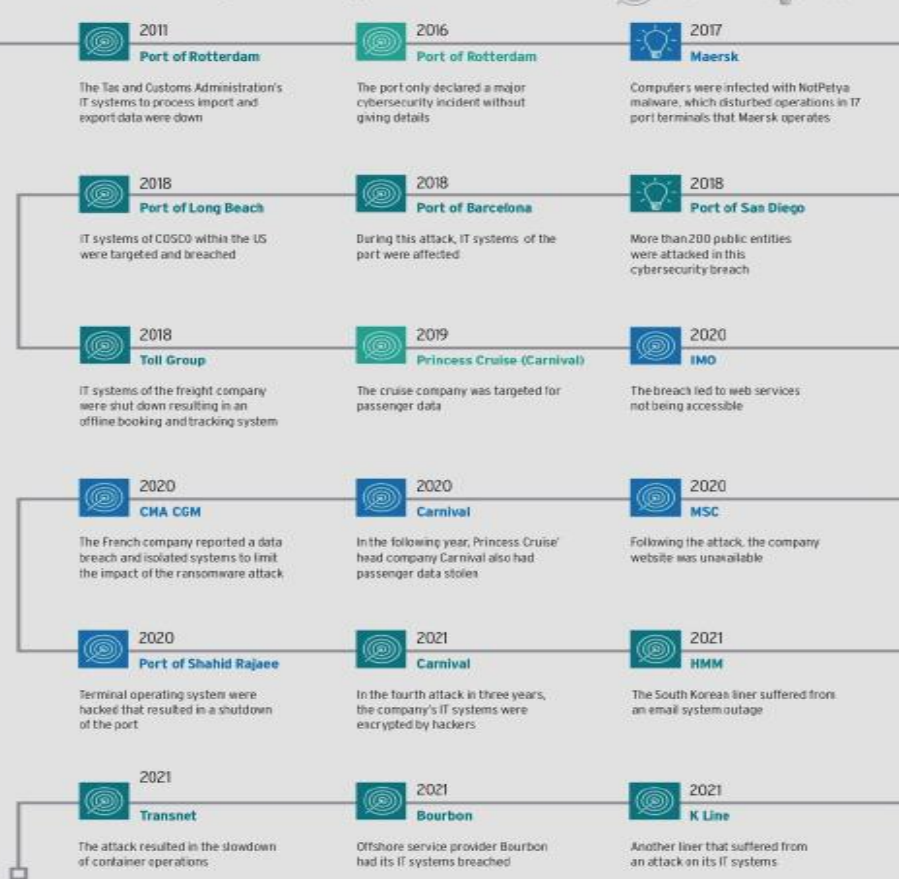 2011
Port of Rotterdam
The Tax and Customs Administration's
IT systems to process import and
export data were down
2016
Port of Rotterdam
The port only declared a major
cybersecurity incident without
giving details
2017
Maersk
Computers were infected with NotPetya
malware, which disturbed operations in 17
port terminals that Maersk operates
2018
Port of Long Beach
IT systems of COSCO within the US
were targeted and breached
2018
Port of Barcelona
During this attack, IT systems of the
port were affected
2018
Port of San Diego
More than 200 public entities
were attacked in this
cybersecurity breach
2018
Toll Group
IT systems of the freight company
were shut down resulting in an
offline booking and tracking system
2019
Princess Cruise (Carnival)
The cruise company was targeted for
passenger data
2020
IMO
The breach led to web services
not being accessible
2020
CMA CGM
The French company reported a data
breach and isolated systems to limit
the impact of the ransomware attack
2020
Carnival
In the following year, Princess Cruise'
head company Carnival also had
passenger data stolen
2020
MSC
Following the attack, the company
website was unavailable
2020
Port of Shahid Rajaee
Terminal operating system were
hacked that resulted in a shutdown
of the port
2021
Carnival
In the fourth attack in three years,
the company's IT systems were
encrypted by hackers
2021
HMM
The South Korean liner suffered from
an email system outage
2021
Transnet
The attack resulted in the slowdown
of container operations
2021
Bourbon
Offshore service provider Bourbon
had its IT systems breached
2021
K Line
Another liner that suffered from
an attack on its IT systems